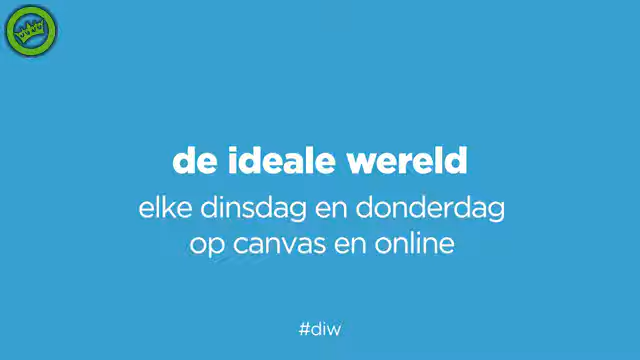 de ideale wereld
elke dinsdag en donderdag
op canvas en online
#diw